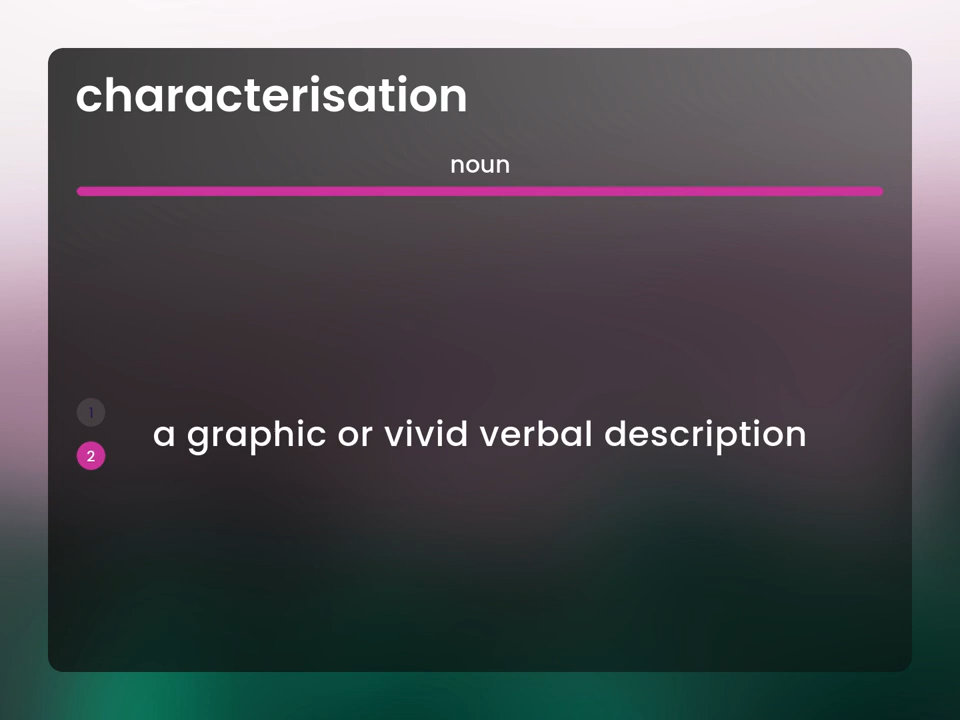 characterisation
noun
1
2
a graphic or vivid verbal description